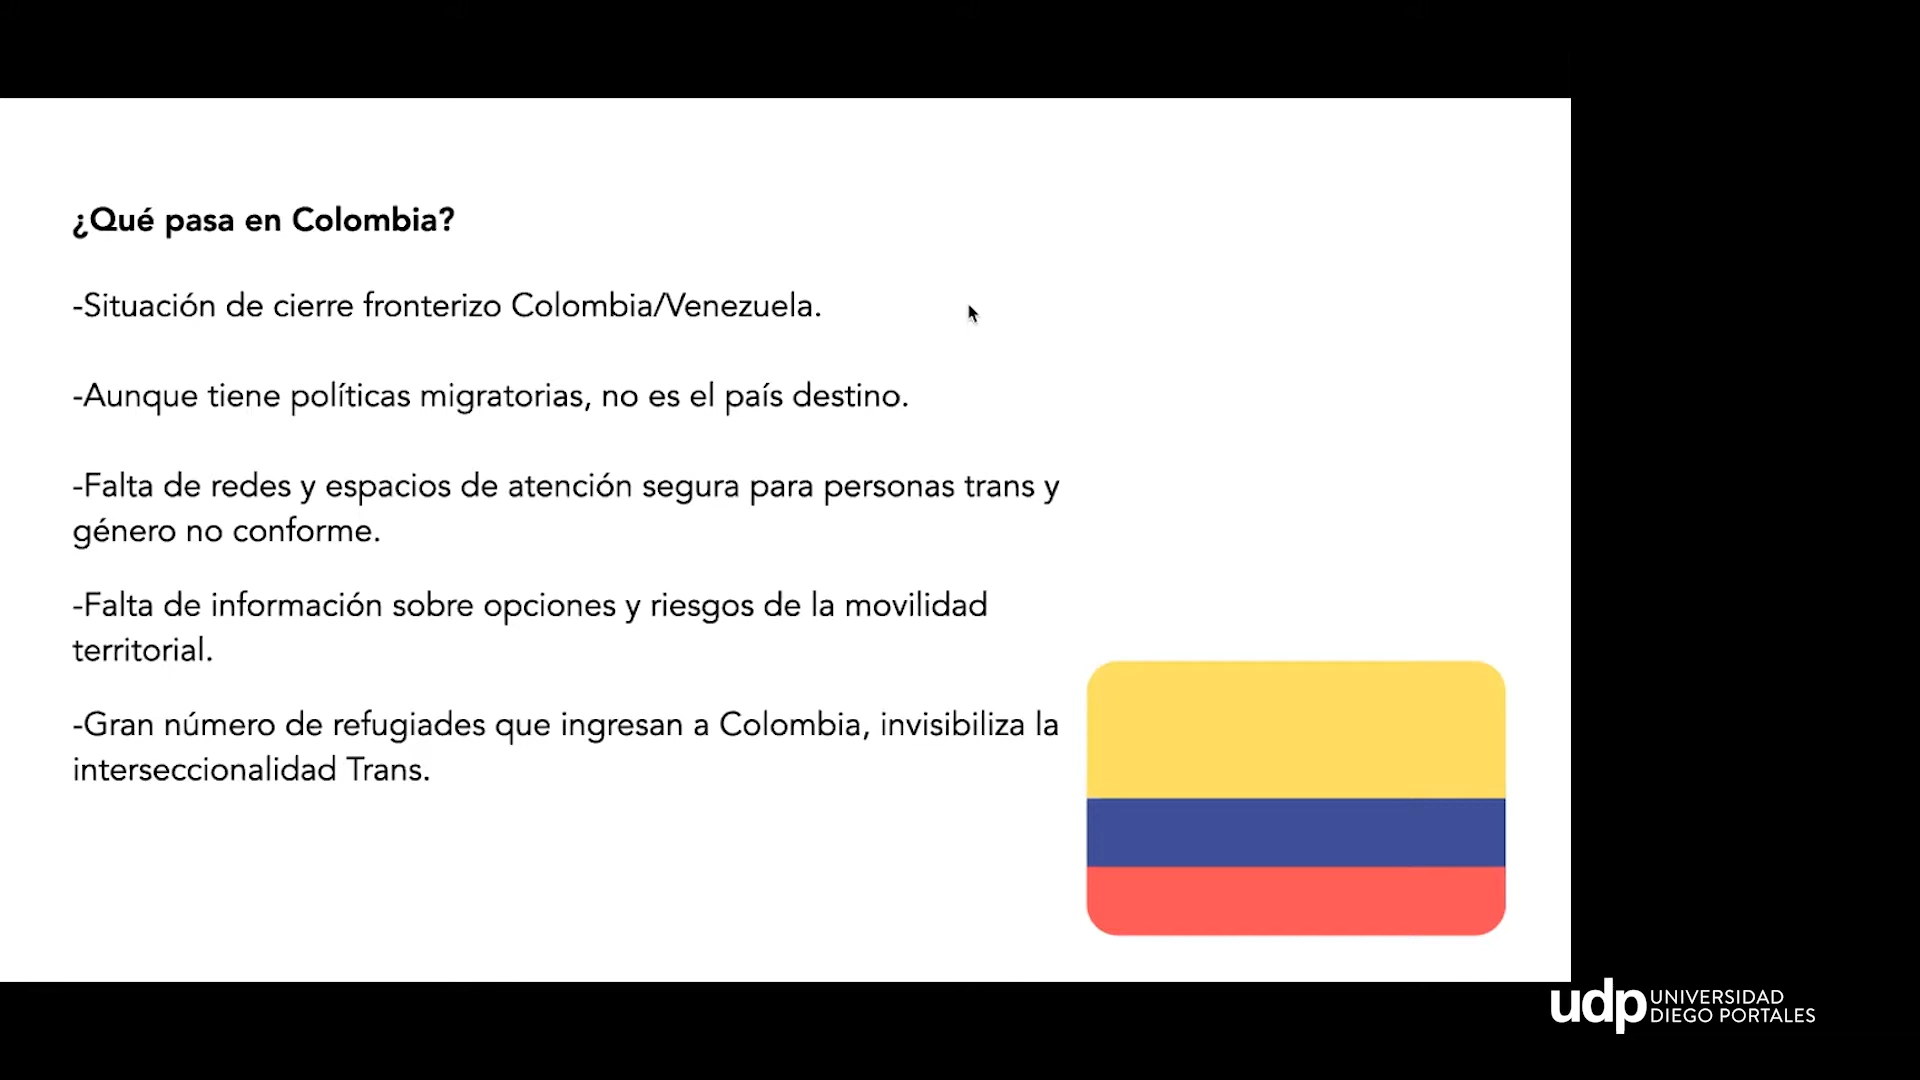 ¿Qué pasa en Colombia?
-Situación de cierre fronterizo Colombia/Venezuela.
-Aunque tiene políticas migratorias, no es el país destino.
-Falta de redes y espacios de atención segura para personas trans y
género no conforme.
-Falta de información sobre opciones y riesgos de la movilidad
territorial.
-Gran número de refugiades que ingresan a Colombia, invisibiliza la
interseccionalidad Trans.
udp UNIVERSIDAD
DIEGO PORTALES